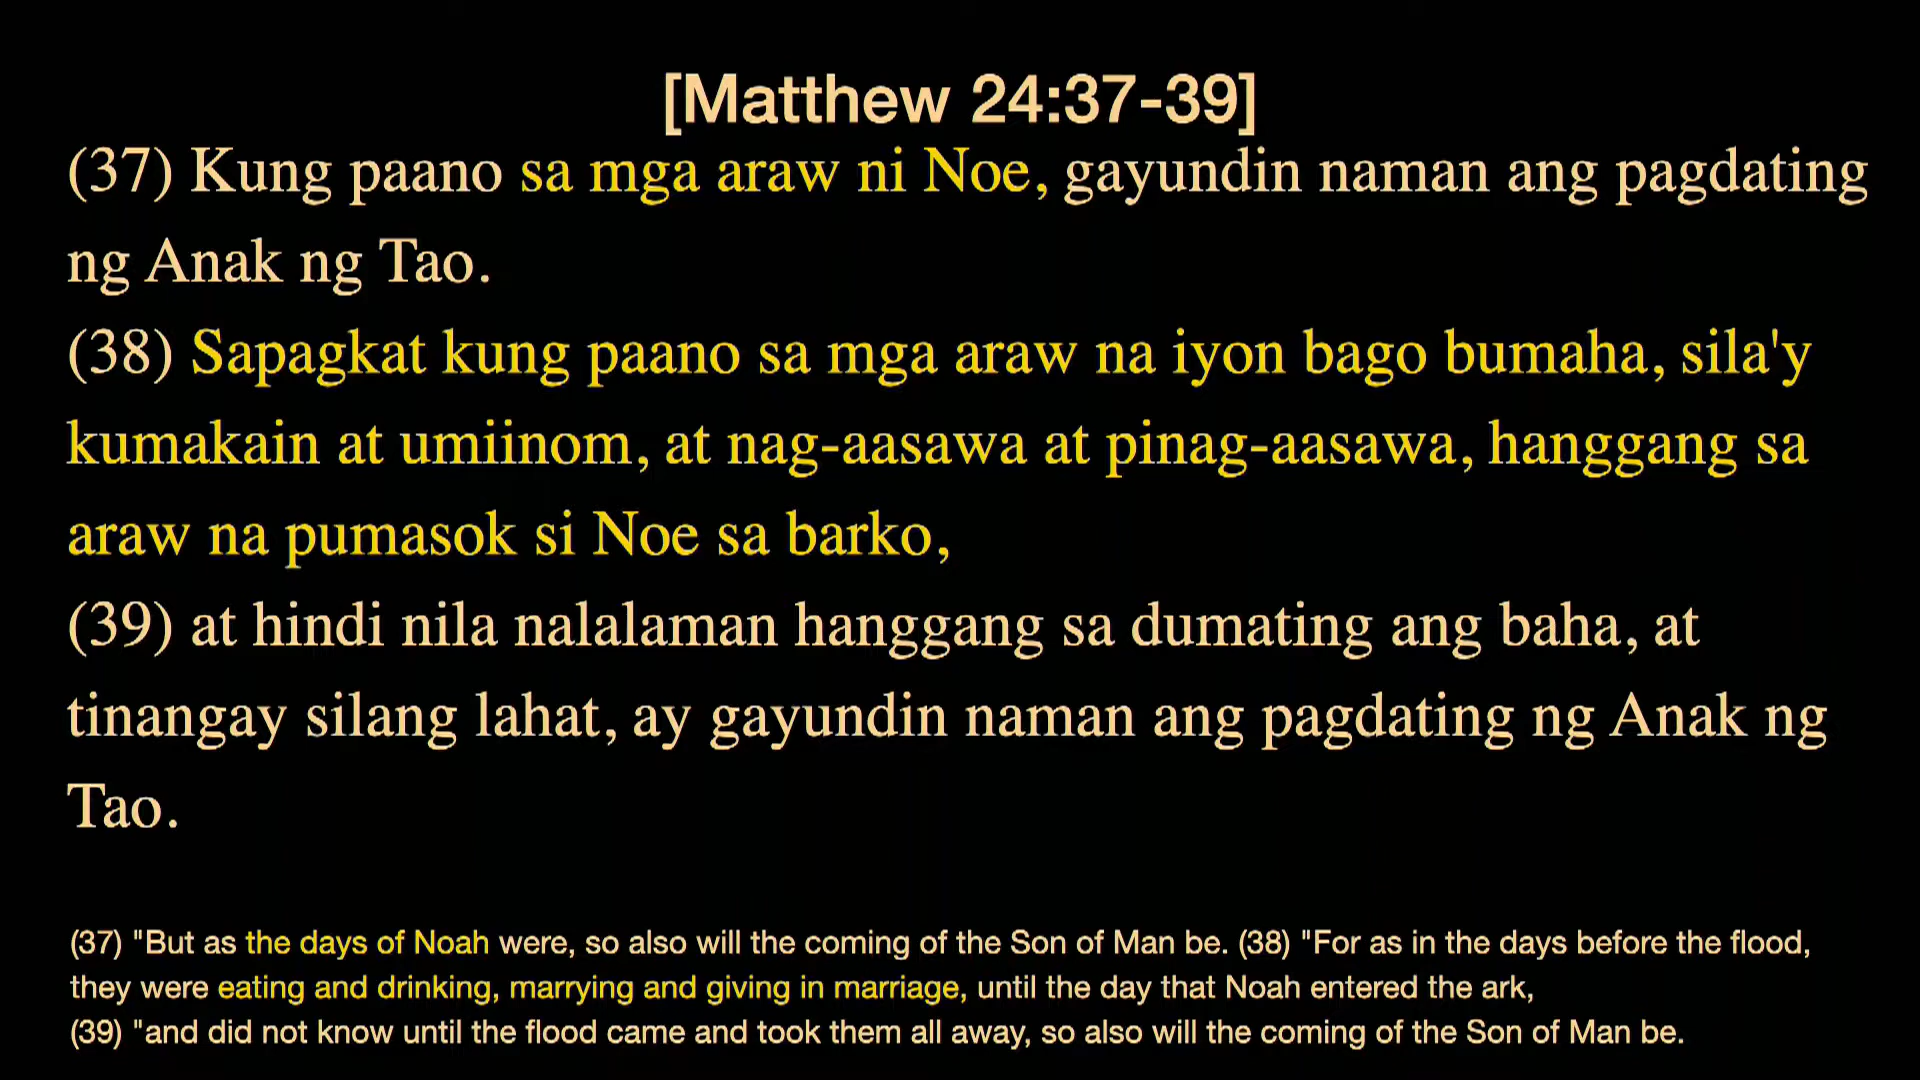 [Matthew 24:37-39]
(37) Kung paano sa mga araw ni Noe, gayundin naman ang pagdating
ng Anak ng Tao.
(38) Sapagkat kung paano sa mga araw na iyon bago bumaha, sila'y
kumakain at umiinom, at nag-aasawa at pinag-aasawa, hanggang sa
araw na pumasok si Noe sa barko,
(39) at hindi nila nalalaman hanggang sa dumating ang baha, at
tinangay silang lahat, ay gayundin naman ang pagdating ng Anak ng
Tao.
(37) "But as the days of Noah were, so also will the coming of the Son of Man be. (38) "For as in the days before the flood,
they were eating and drinking, marrying and giving in marriage, until the day that Noah entered the ark,
(39) "and did not know until the flood came and took them all away, so also will the coming of the Son of Man be.